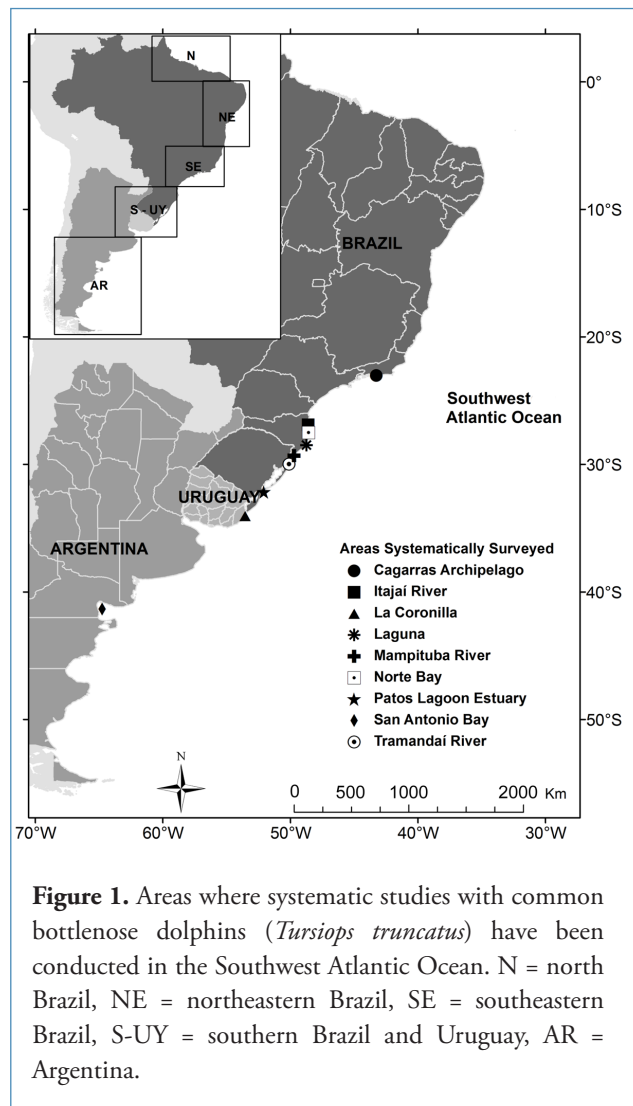 N
NE
SE
S - UY
AR
0°
10°S
BRAZIL
20°S
Southwest
Atlantic Ocean
30°S
URUGUAY
ARGENTINA
Areas Systematically Surveyed
Cagarras Archipelago
Itajaí River
40°S
La Coronilla
Laguna
Mampituba River
Norte Bay
Patos Lagoon Estuary
50°S
San Antonio Bay
Tramandaí River
N
0 500 1000 2000 Km
70°W 60°W 50°W 40°W 30°W
Figure 1. Areas where systematic studies with common
bottlenose dolphins (Tursiops truncatus) have been
conducted in the Southwest Atlantic Ocean. N = north
Brazil, NE = northeastern Brazil, SE = southeastern
Brazil, S-UY = southern Brazil and Uruguay, AR =
Argentina.